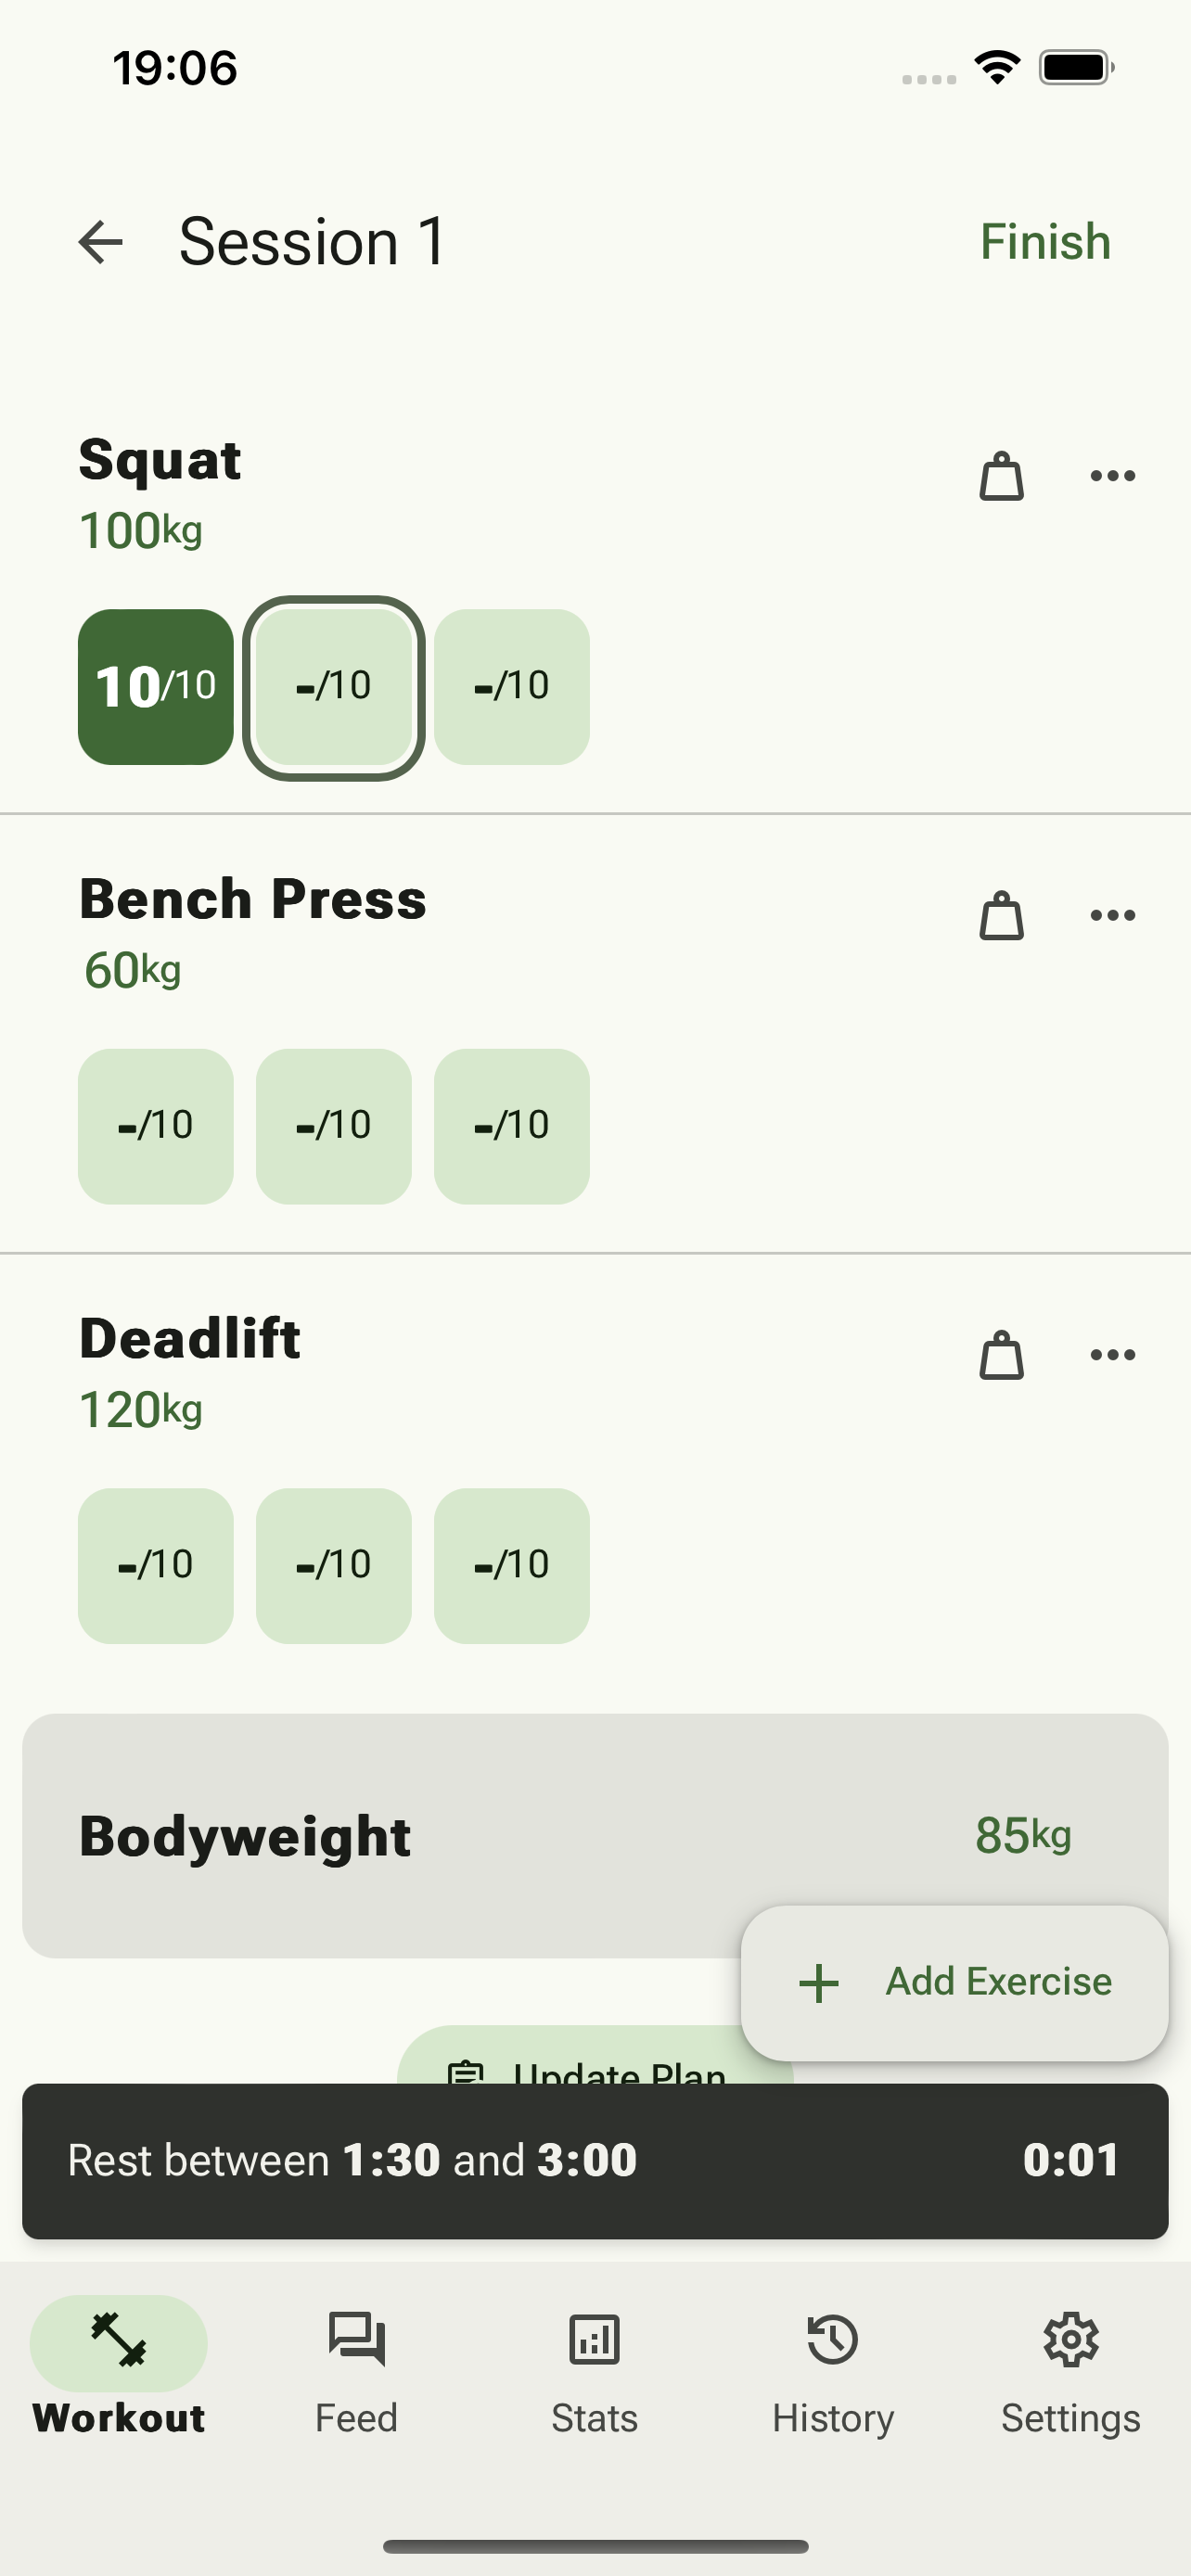 19:06
Session 1
Finish
Squat
100kg
10/10 -/10 -/10
Bench Press
60kg
-/10 -/10 -/10
Deadlift
120kg
-/10 -/10 -/10
Bodyweight 85kg
Add Exercise
Update Plan
Rest between 1:30 and 3:00 0:01
Workout Feed Stats History Settings